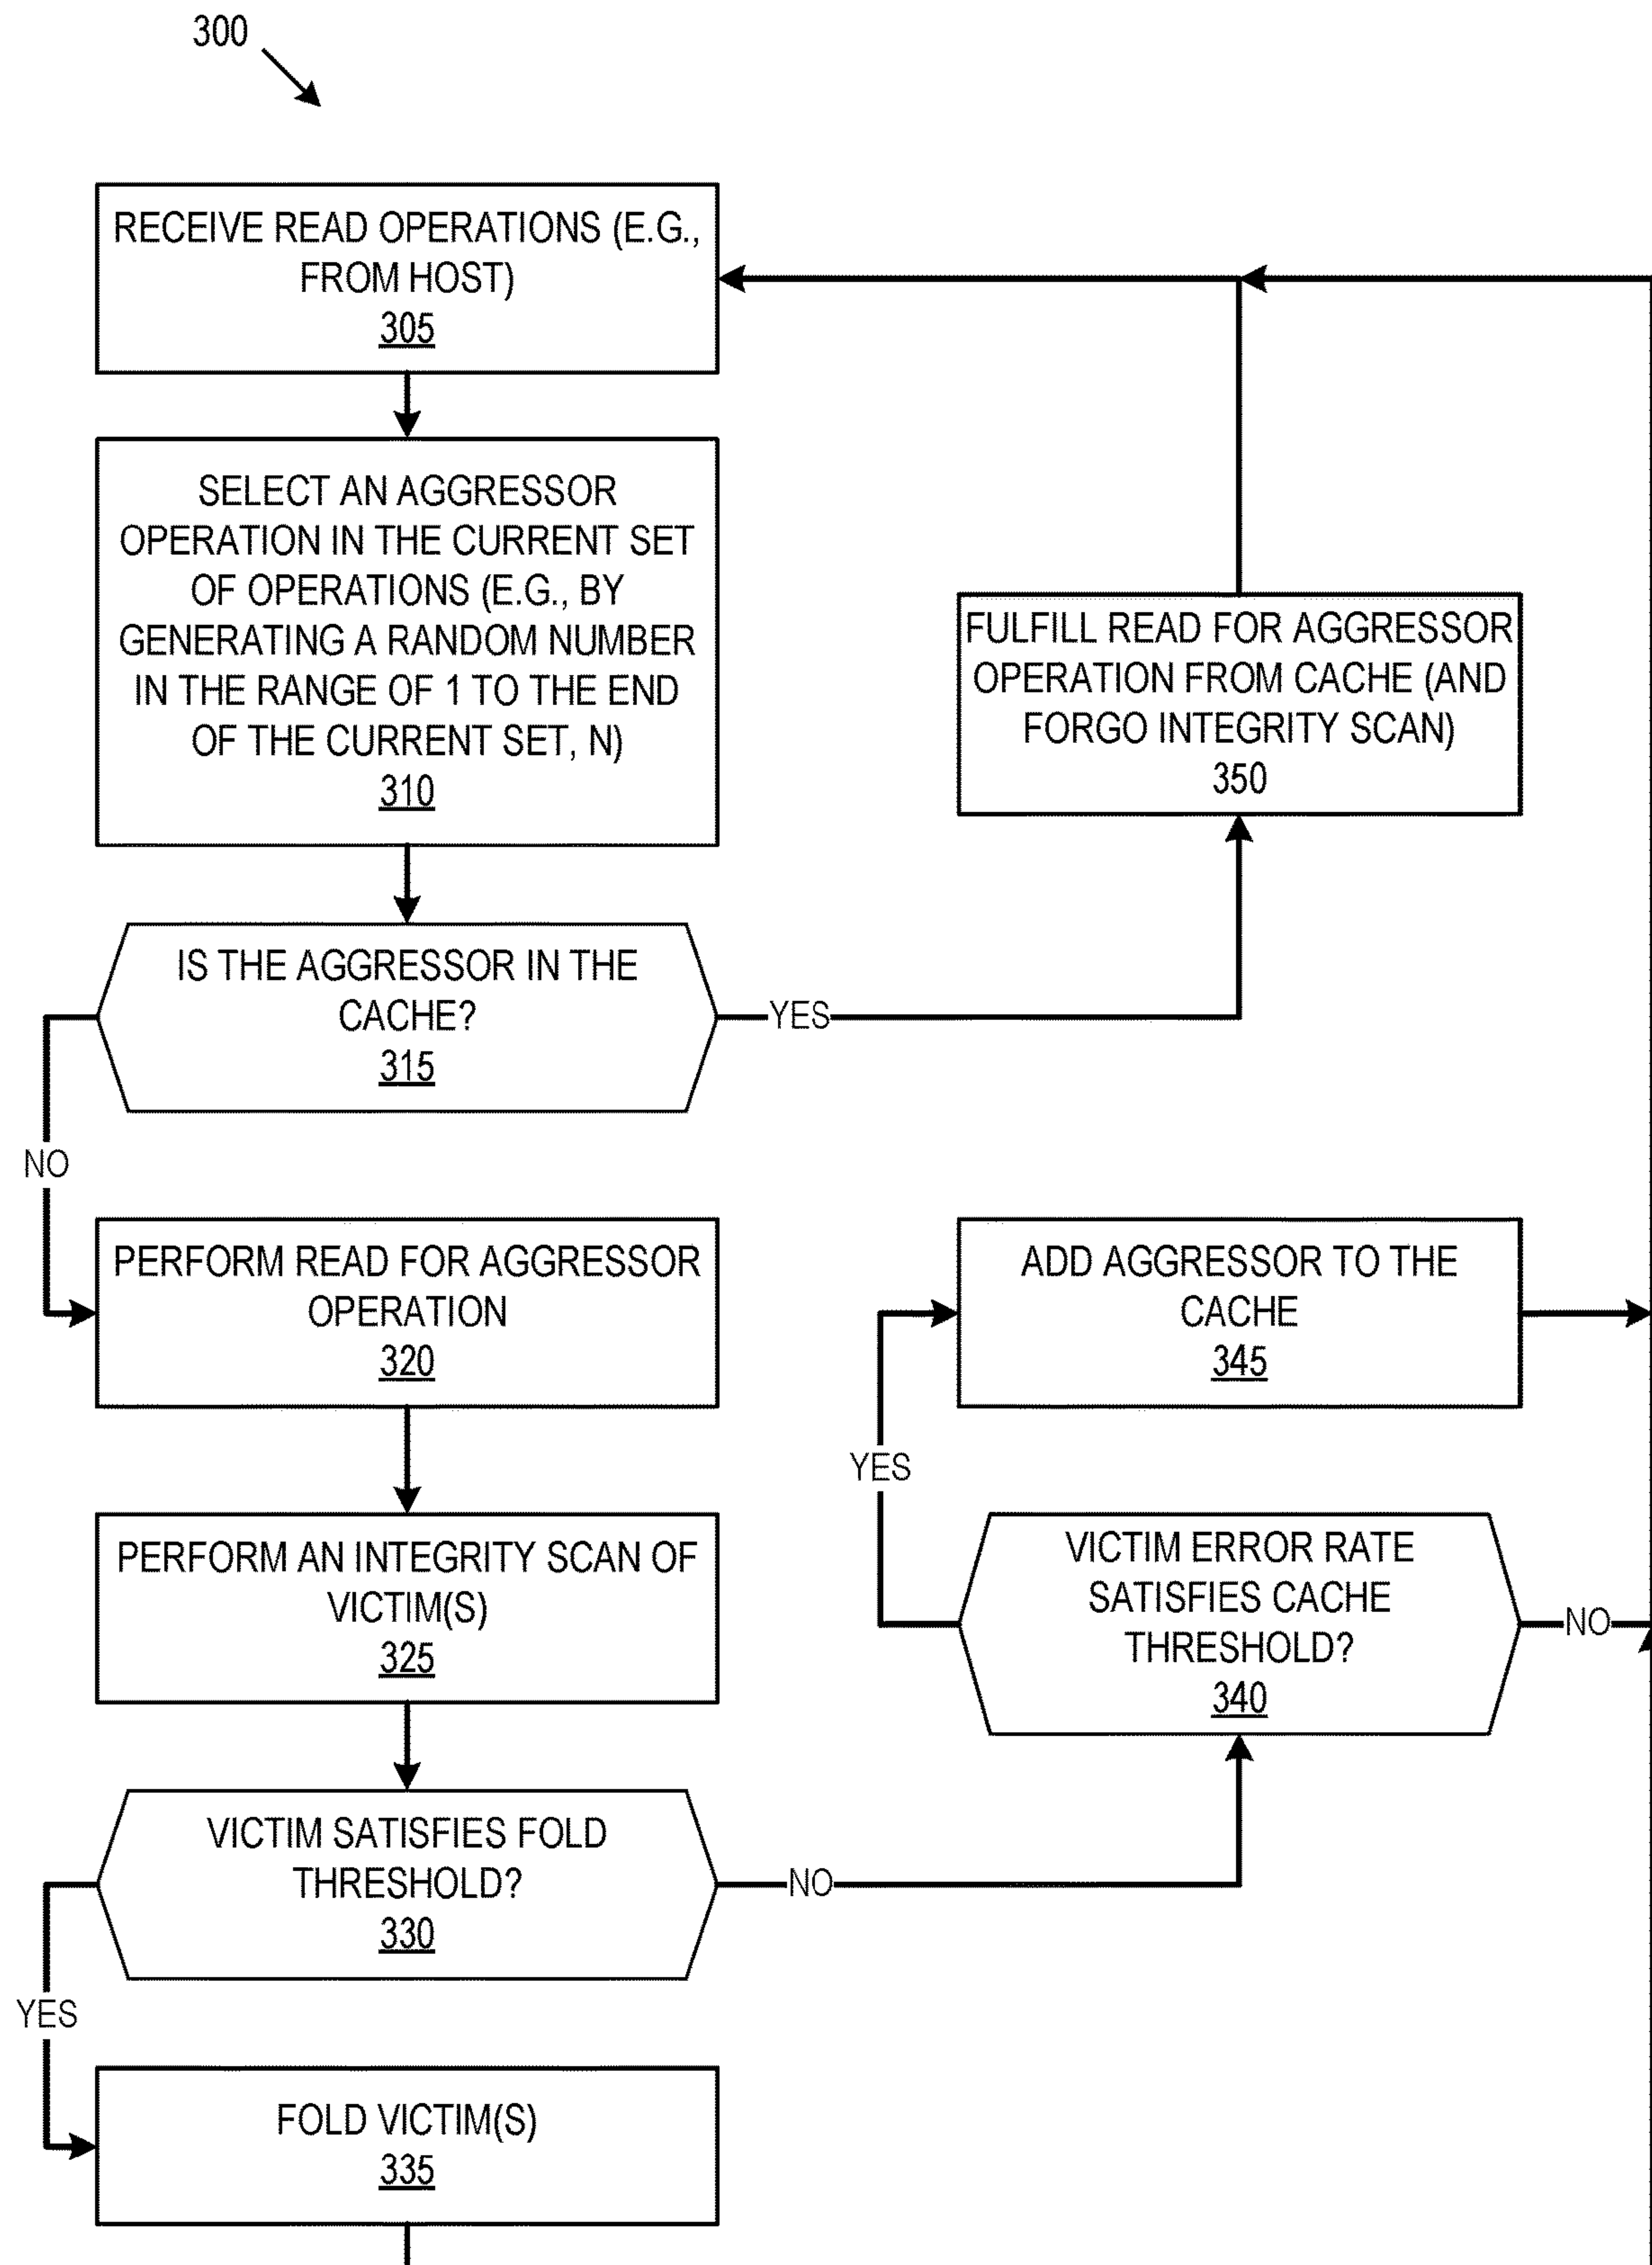 300
RECEIVE READ OPERATIONS (E.G.,
FROM HOST)
305
SELECT AN AGGRESSOR
OPERATION IN THE CURRENT SET
OF OPERATIONS (E.G., BY
GENERATING A RANDOM NUMBER
IN THE RANGE OF 1 TO THE END
OF THE CURRENT SET, N)
310
FULFILL READ FOR AGGRESSOR
OPERATION FROM CACHE (AND
FORGO INTEGRITY SCAN)
350
IS THE AGGRESSOR IN THE
CACHE?
315
YES
NO
PERFORM READ FOR AGGRESSOR
OPERATION
320
ADD AGGRESSOR TO THE
CACHE
345
YES
PERFORM AN INTEGRITY SCAN OF
VICTIM(S)
325
VICTIM ERROR RATE
SATISFIES CACHE
THRESHOLD?
340
NO
VICTIM SATISFIES FOLD
THRESHOLD?
330
NO
YES
FOLD VICTIM(S)
335